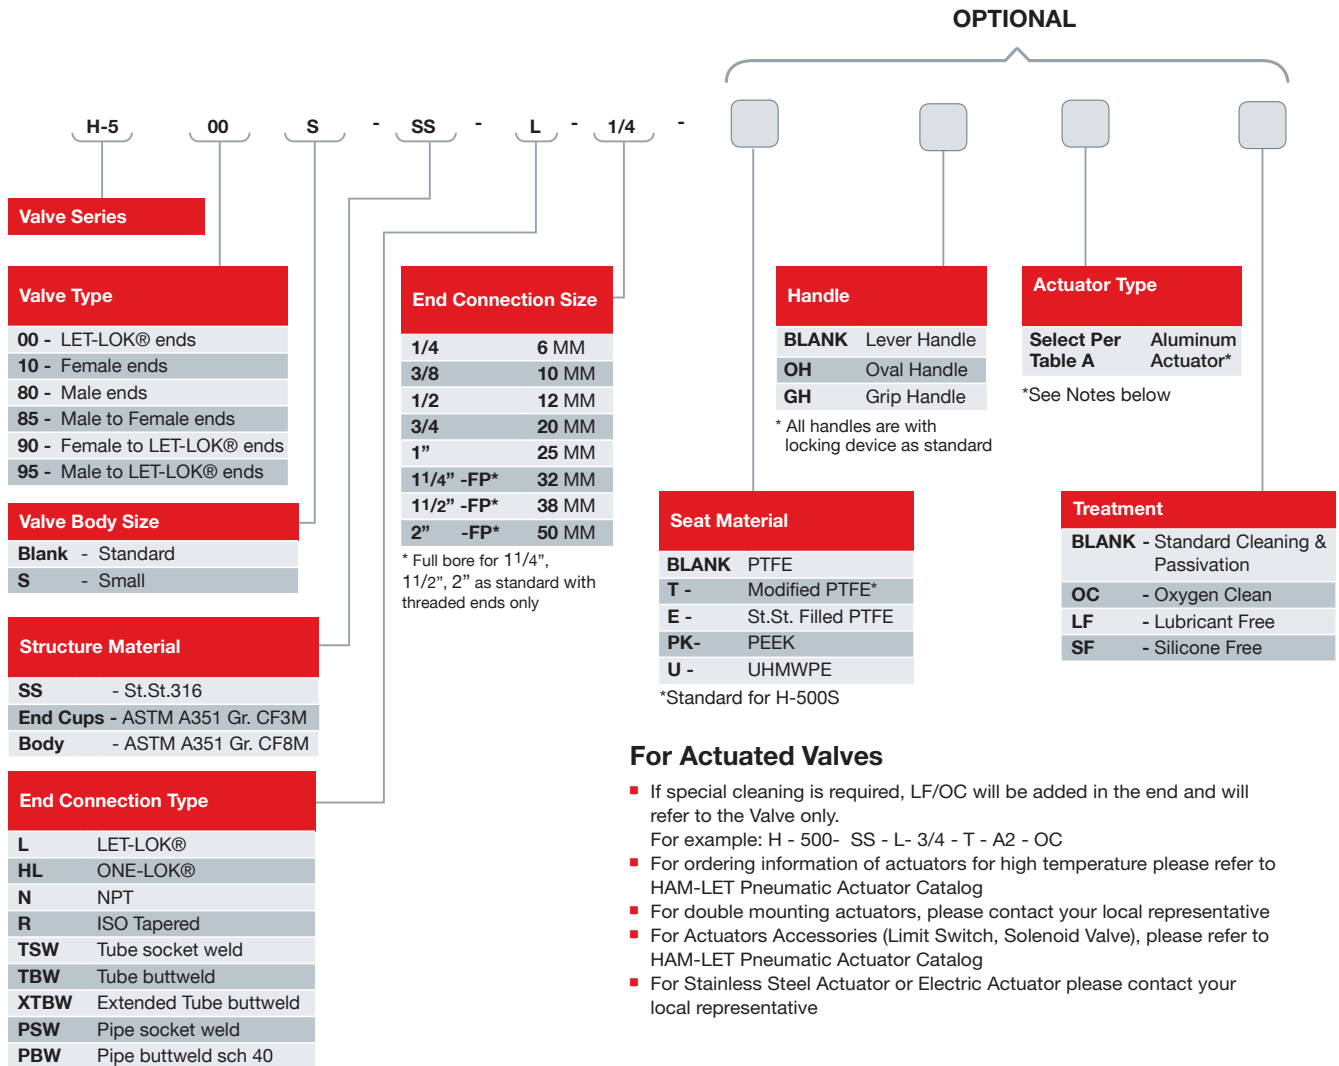 OPTIONAL
H-5 00 S - SS - L - 1/4 -
Valve Series
Valve Type
00 - LET-LOK® ends
10 - Female ends
80 - Male ends
85 - Male to Female ends
90 - Female to LET-LOK® ends
95 - Male to LET-LOK® ends
Valve Body Size
Blank - Standard
S - Small
Structure Material
SS - St.St.316
End Cups - ASTM A351 Gr. CF3M
Body - ASTM A351 Gr. CF8M
End Connection Type
L LET-LOK®
HL ONE-LOK®
N NPT
R ISO Tapered
TSW Tube socket weld
TBW Tube buttweld
XTBW Extended Tube buttweld
PSW Pipe socket weld
PBW Pipe buttweld sch 40
End Connection Size
1/4 6 MM
3/8 10 MM
1/2 12 MM
3/4 20 MM
1” 25 MM
11/4” -FP* 32 MM
11/2” -FP* 38 MM
2” -FP* 50 MM
* Full bore for 11/4”,
11/2”, 2” as standard with
threaded ends only
Seat Material
BLANK PTFE
T - Modified PTFE*
E - St.St. Filled PTFE
PK- PEEK
U - UHMWPE
*Standard for H-500S
Handle
BLANK Lever Handle
OH Oval Handle
GH Grip Handle
* All handles are with
locking device as standard
Actuator Type
Select Per Aluminum
Table A Actuator*
*See Notes below
Treatment
BLANK - Standard Cleaning &
Passivation
OC - Oxygen Clean
LF - Lubricant Free
SF - Silicone Free
For Actuated Valves
■ If special cleaning is required, LF/OC will be added in the end and will
refer to the Valve only.
For example: H - 500- SS - L- 3/4 - T - A2 - OC
■ For ordering information of actuators for high temperature please refer to
HAM-LET Pneumatic Actuator Catalog
■ For double mounting actuators, please contact your local representative
■ For Actuators Accessories (Limit Switch, Solenoid Valve), please refer to
HAM-LET Pneumatic Actuator Catalog
■ For Stainless Steel Actuator or Electric Actuator please contact your
local representative